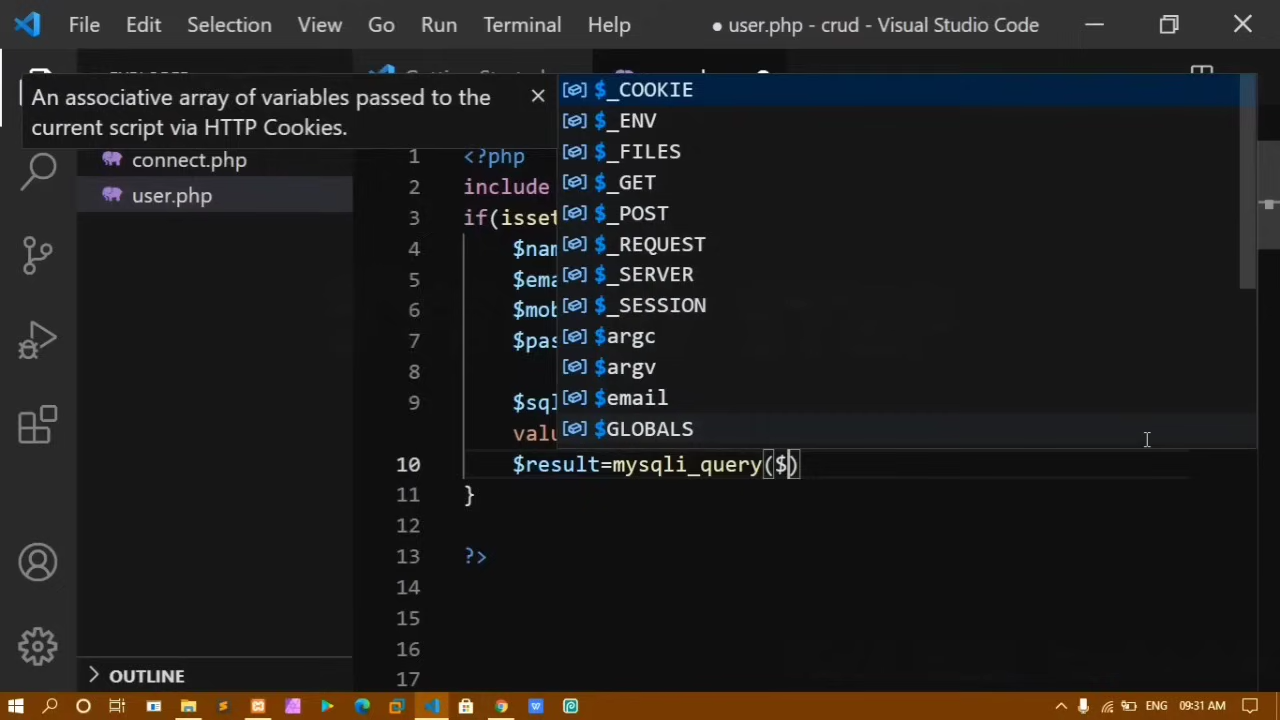 File Edit Selection View Go Run Terminal Help ● user.php - crud - Visual Studio Code
An associative array of variables passed to the
current script via HTTP Cookies.
$_COOKIE
$_ENV
$_FILES
$_GET
$_POST
$_REQUEST
$_SERVER
$_SESSION
$argc
$argv
$email
$GLOBALS
connect.php
user.php
1 <?php
2 include
3 if(isset
4 $nam
5 $ema
6 $mob
7 $pas
8
9 $sql
valu
10 $result=mysqli_query($)
11 }
12
13 ?>
14
15
16
17
OUTLINE
ENG 09:31 AM